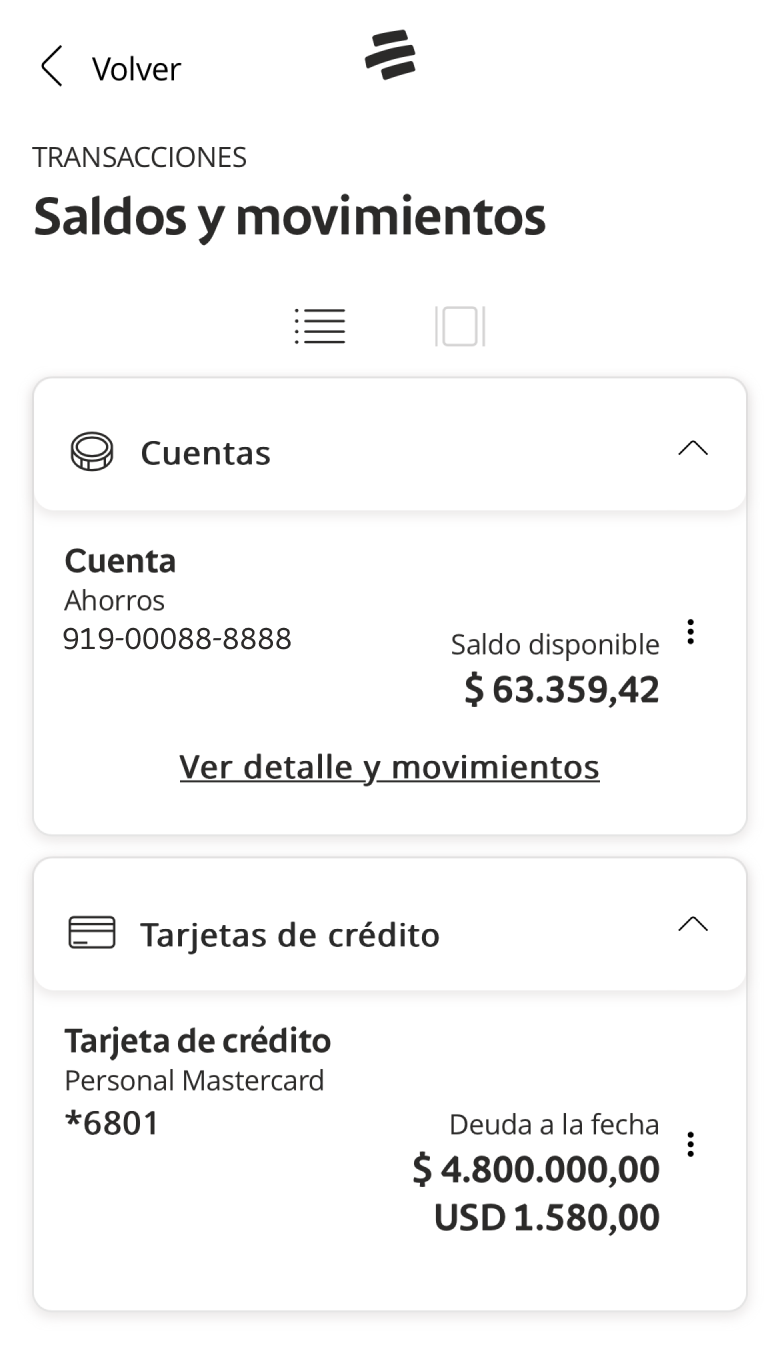 Volver
TRANSACCIONES
Saldos y movimientos
Cuentas
Cuenta
Ahorros
919-00088-8888
Saldo disponible
$ 63.359,42
Ver detalle y movimientos
Tarjetas de crédito
Tarjeta de crédito
Personal Mastercard
*6801
Deuda a la fecha
$ 4.800.000,00
USD 1.580,00